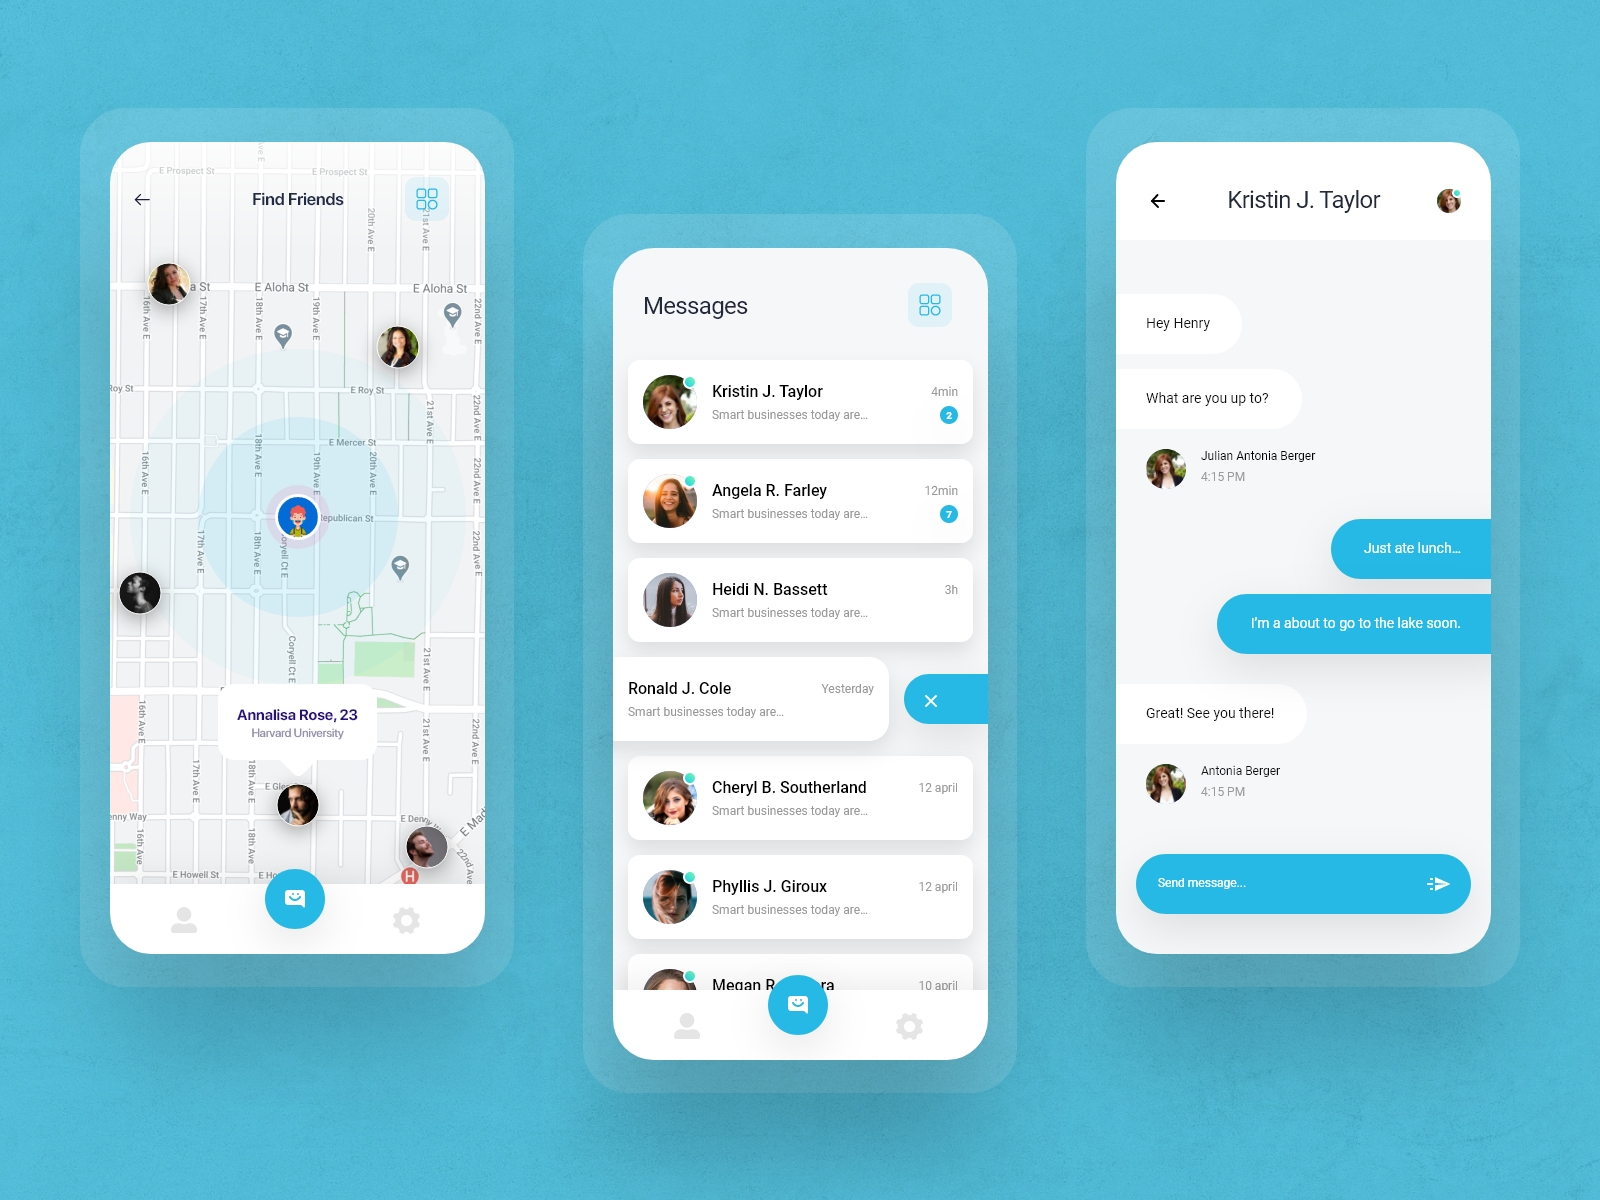 E Prospect St
E Prospect St
Find Friends
20th Ave E
21st Ave E
a St
E Aloha St
E Aloha St
16th Ave E
17th Ave E
18th Ave E
19th Ave E
22nd Ave E
Roy St
E Roy St
21st Ave E
22nd Ave E
E Mercer St
16th Ave E
18th Ave E
19th Ave E
20th Ave E
22nd Ave E
Republican St
17th Ave E
18th Ave E
oryell Ct E
22nd Ave E
Coryell Ct E
21st Ave E
16th Ave E
Annalisa Rose, 23
Harvard University
21st Ave E
22nd Ave E
17th Ave E
18th Ave E
E Gle
enny Way
E Denny W
E Mad
16th Ave
18th Ave E
22nd Ave
E Howell St
E Ho
H
Messages
Kristin J. Taylor
4min
Smart businesses today are...
2
Angela R. Farley
12min
Smart businesses today are...
7
Heidi N. Bassett
3h
Smart businesses today are...
Ronald J. Cole
Yesterday
Smart businesses today are...
Cheryl B. Southerland
12 april
Smart businesses today are...
Phyllis J. Giroux
12 april
Smart businesses today are...
Megan R
ra
10 april
Kristin J. Taylor
Hey Henry
What are you up to?
Julian Antonia Berger
4:15 PM
Just ate lunch...
I'm a about to go to the lake soon.
Great! See you there!
Antonia Berger
4:15 PM
Send message...